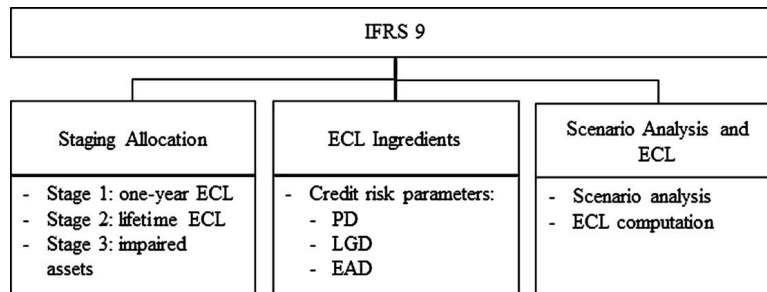 IFRS 9
Staging Allocation
- Stage 1: one-year ECL
- Stage 2: lifetime ECL
- Stage 3: impaired
assets
ECL Ingredients
- Credit risk parameters:
- PD
- LGD
- EAD
Scenario Analysis and
ECL
- Scenario analysis
- ECL computation